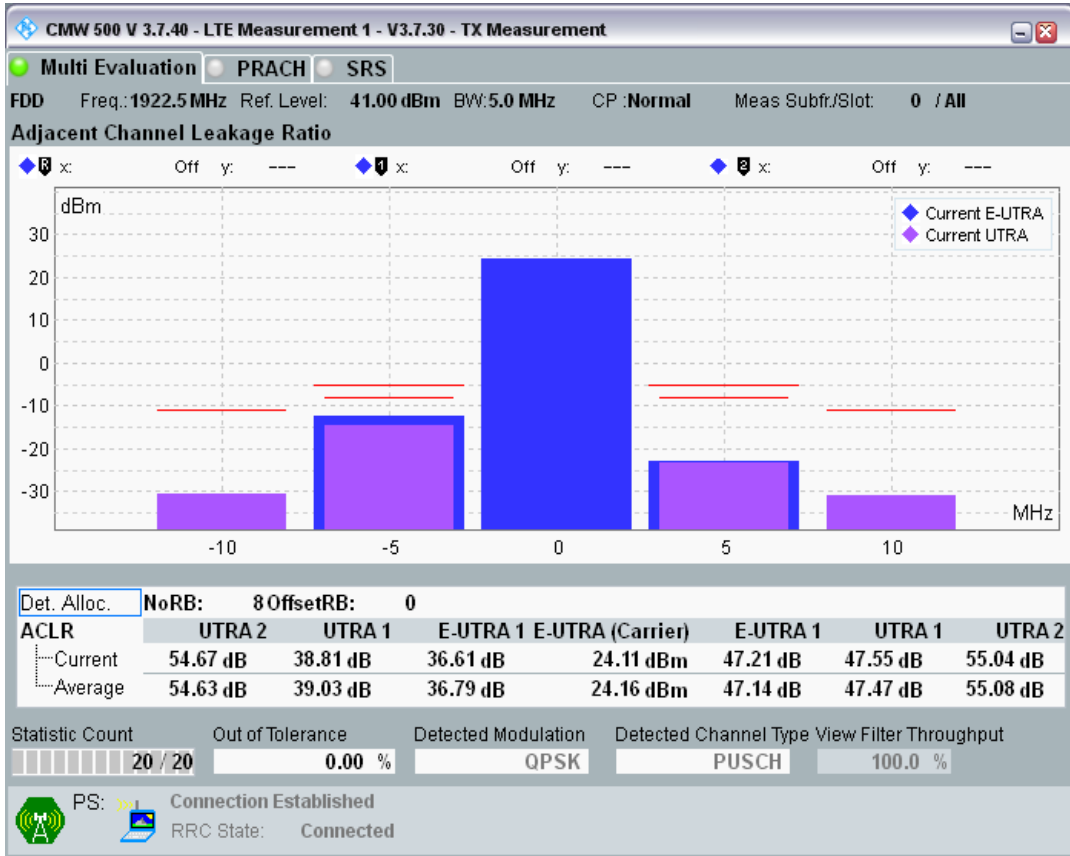 CMW 500 V 3.7.40 - LTE Measurement 1 - V3.7.30 - TX Measurement
Multi Evaluation PRACH SRS
FDD Freq.: 1922.5 MHz Ref. Level: 41.00 dBm BW: 5.0 MHz CP : Normal Meas Subfr./Slot: 0 / All
Adjacent Channel Leakage Ratio
R x: Off y: --- 1 x: Off y: --- 2 x: Off y: ---
dBm
Current E-UTRA
Current UTRA
30
20
10
0
-10
-20
-30
MHz
-10 -5 0 5 10
Det. Alloc. NoRB: 8 OffsetRB: 0
ACLR UTRA 2 UTRA 1 E-UTRA 1 E-UTRA (Carrier) E-UTRA 1 UTRA 1 UTRA 2
Current 54.67 dB 38.81 dB 36.61 dB 24.11 dBm 47.21 dB 47.55 dB 55.04 dB
Average 54.63 dB 39.03 dB 36.79 dB 24.16 dBm 47.14 dB 47.47 dB 55.08 dB
Statistic Count Out of Tolerance Detected Modulation Detected Channel Type View Filter Throughput
20 / 20 0.00 % QPSK PUSCH 100.0 %
PS: Connection Established
RRC State: Connected